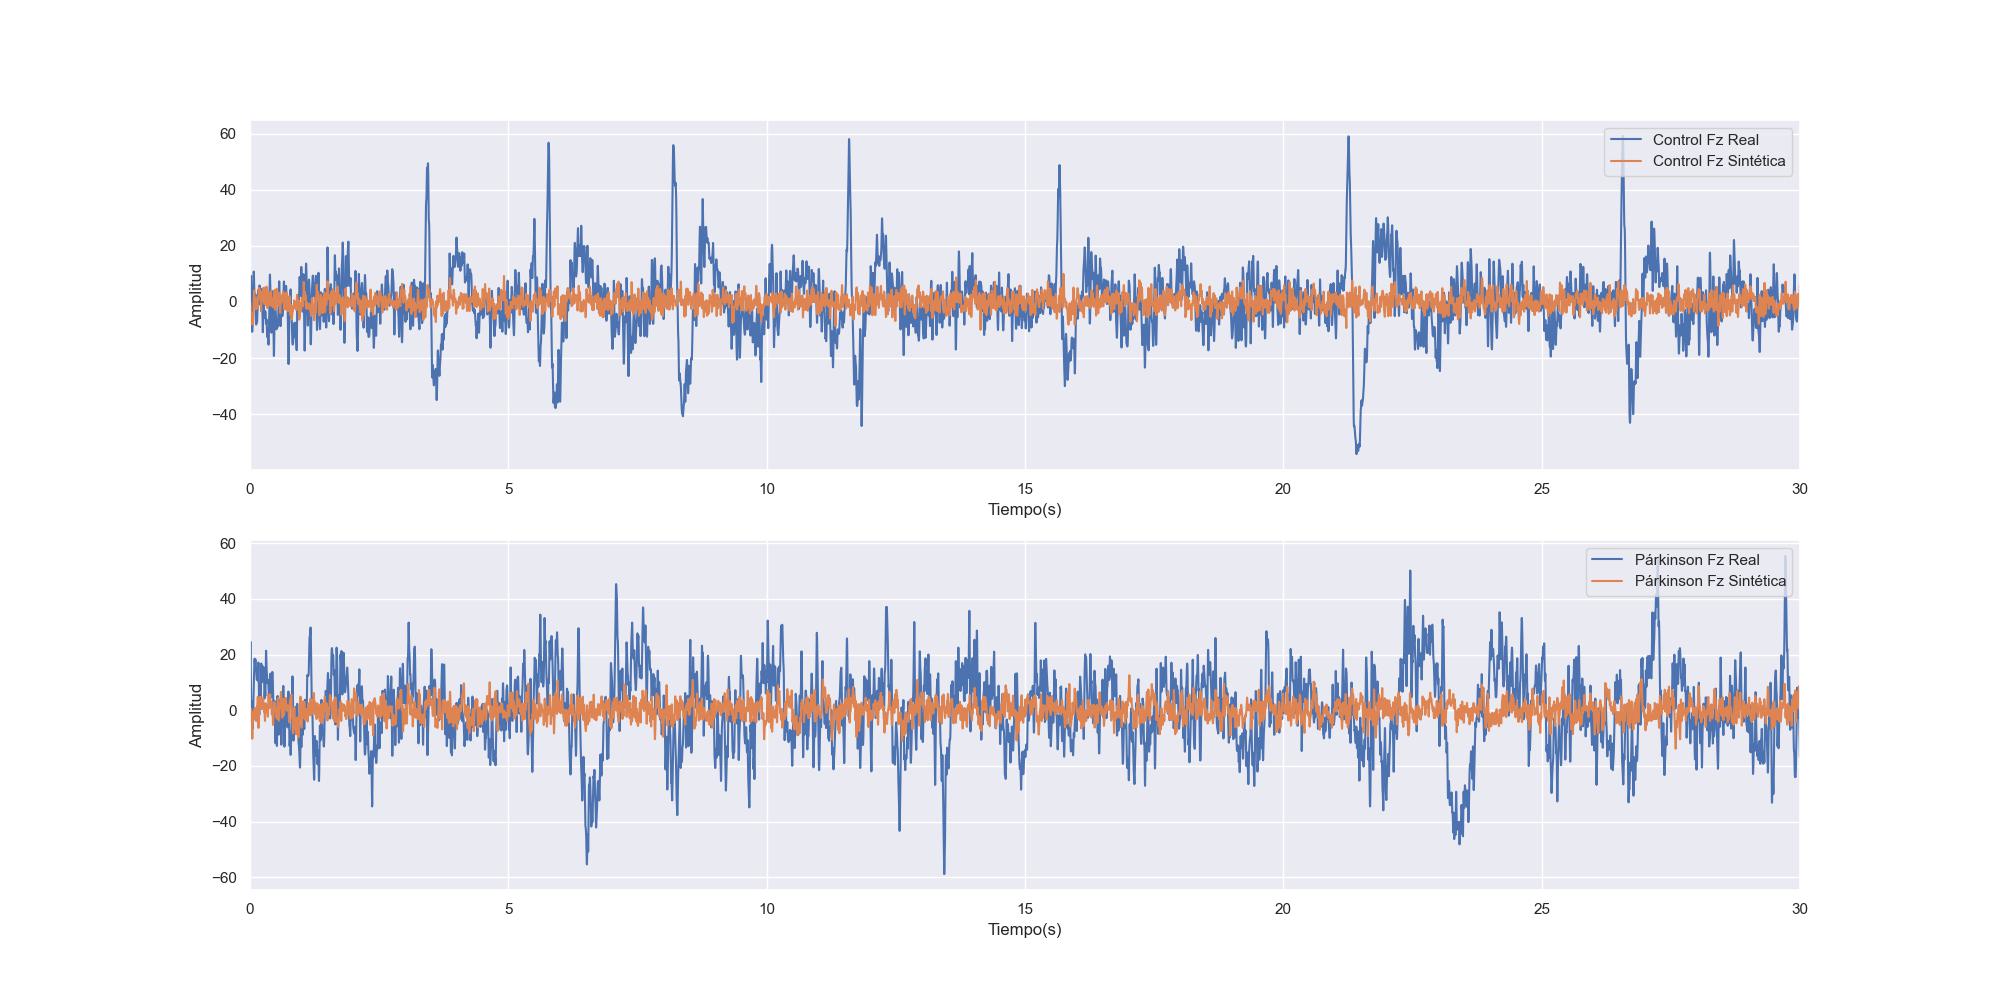 60
40
20
0
−20
−40
Amplitud
Control Fz Real
Control Fz Sintética
0 5 10 15 20 25 30
Tiempo(s)
60
40
20
0
−20
−40
−60
Amplitud
Párkinson Fz Real
Párkinson Fz Sintética
0 5 10 15 20 25 30
Tiempo(s)